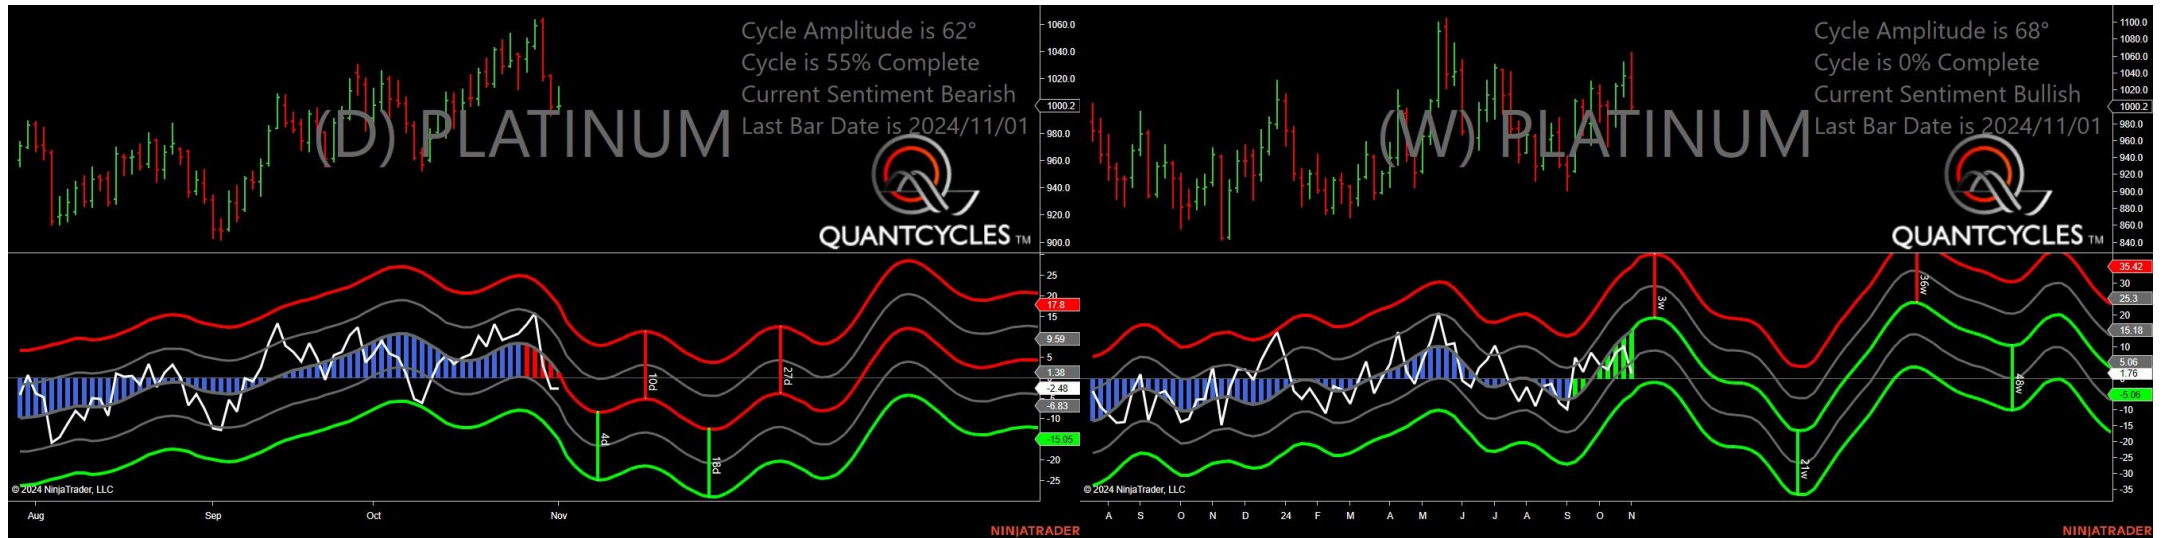 Cycle Amplitude is 62°
Cycle is 55% Complete
Current Sentiment Bearish
Last Bar Date is 2024/11/01
(D) PLATINUM
QUANTCYCLES TM
1060.0
1040.0
1020.0
1000.2
980.0
960.0
940.0
920.0
900.0
25
20
17.8
15
9.59
5
1.38
-2.48
-6.83
-10
-15.05
-20
-25
4d
10d
18d
27d
© 2024 NinjaTrader, LLC
Aug
Sep
Oct
Nov
NINJATRADER
Cycle Amplitude is 68°
Cycle is 0% Complete
Current Sentiment Bullish
Last Bar Date is 2024/11/01
(W) PLATINUM
QUANTCYCLES TM
1100.0
1080.0
1060.0
1040.0
1020.0
1000.2
980.0
960.0
940.0
920.0
900.0
880.0
860.0
840.0
35.42
30
25.3
20
15.18
10
5.06
1.76
-5.06
-10
-15
-20
-25
-30
-35
3w
21w
36w
48w
© 2024 NinjaTrader, LLC
A S O N D 24 F M A M J J A S O N
NINJATRADER